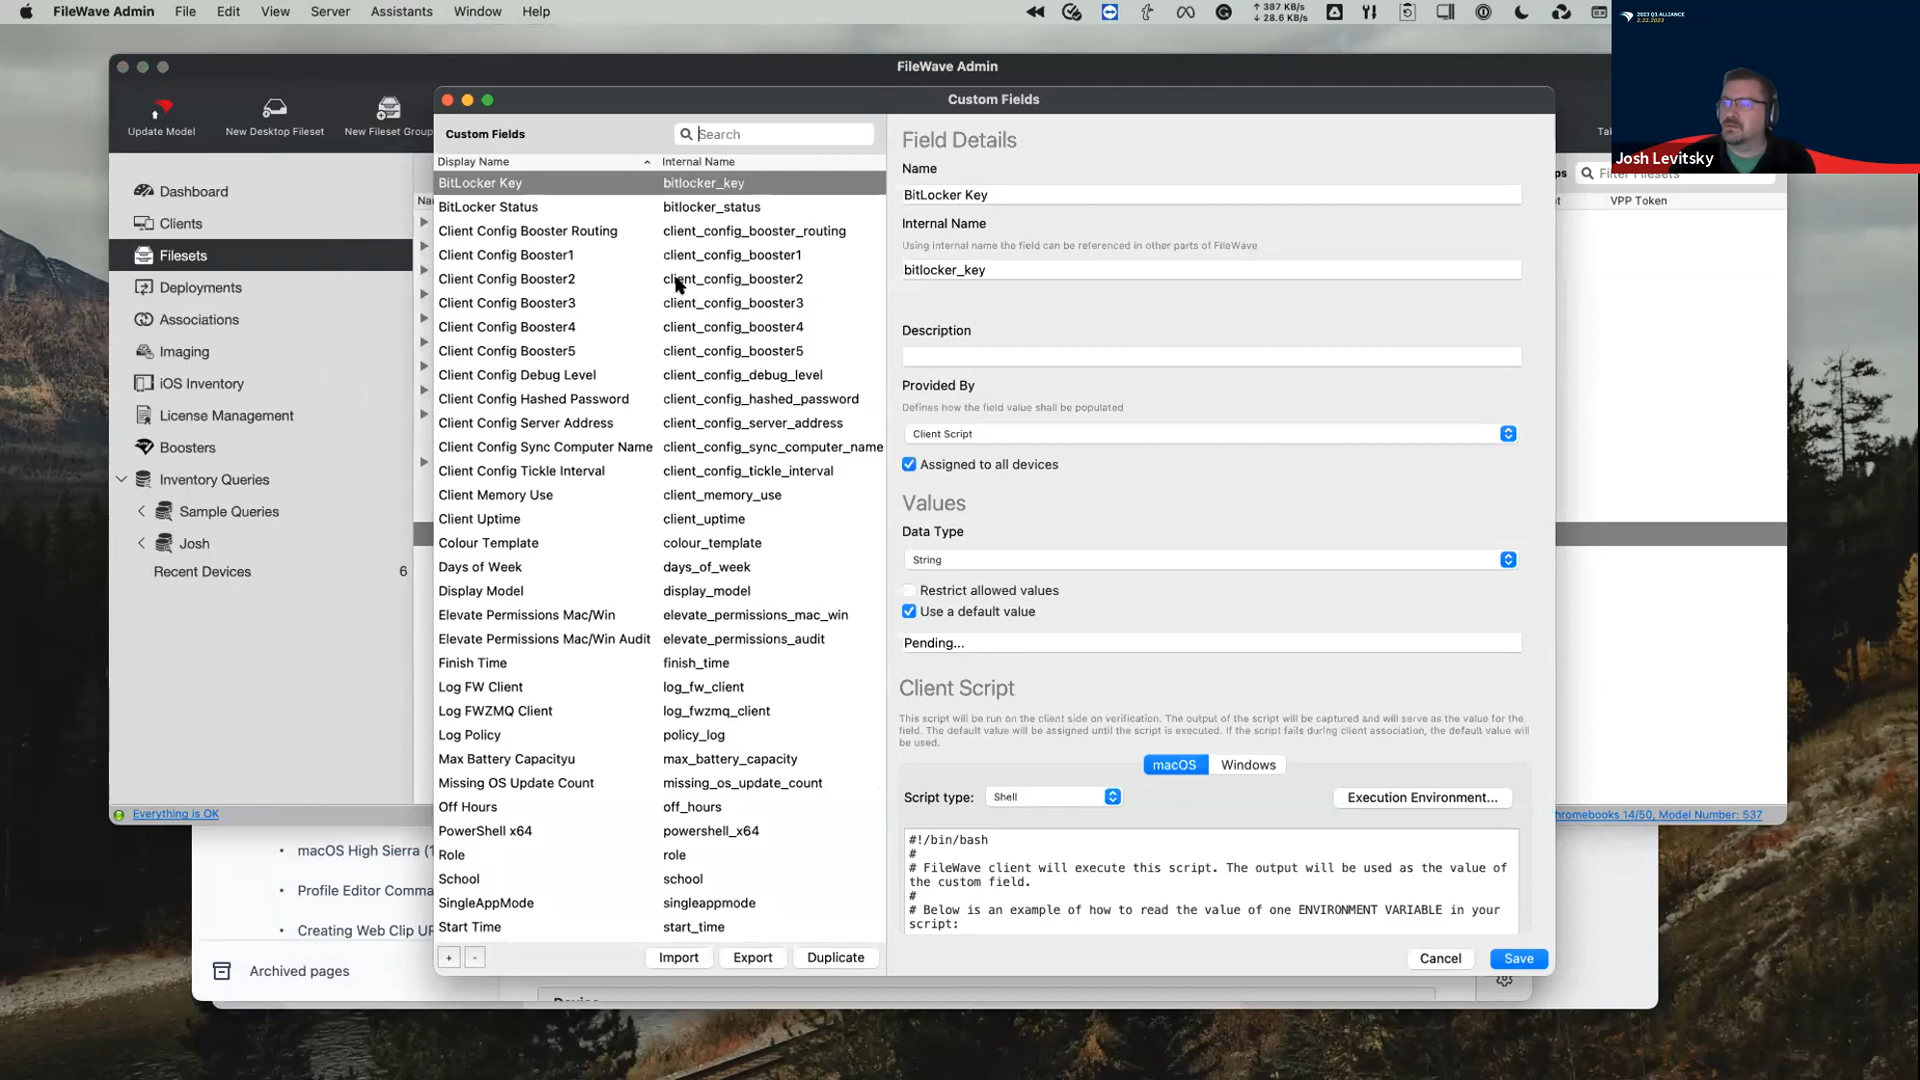 FileWave Admin File Edit View Server Assistants Window Help
↑ 387 KB/s
↓ 28.6 KB/s
2023 Q1 ALLIANCE
2.22.2023
Josh Levitsky
FileWave Admin
Update Model
New Desktop Fileset
New Fileset Group
Dashboard
Clients
Filesets
Deployments
Associations
Imaging
iOS Inventory
License Management
Boosters
Inventory Queries
Sample Queries
Josh
Recent Devices 6
Everything is OK
Filter Filesets
VPP Token
hromebooks 14/50, Model Number: 537
Custom Fields
Custom Fields
Search
Display Name Internal Name
BitLocker Key bitlocker_key
BitLocker Status bitlocker_status
Client Config Booster Routing client_config_booster_routing
Client Config Booster1 client_config_booster1
Client Config Booster2 client_config_booster2
Client Config Booster3 client_config_booster3
Client Config Booster4 client_config_booster4
Client Config Booster5 client_config_booster5
Client Config Debug Level client_config_debug_level
Client Config Hashed Password client_config_hashed_password
Client Config Server Address client_config_server_address
Client Config Sync Computer Name client_config_sync_computer_name
Client Config Tickle Interval client_config_tickle_interval
Client Memory Use client_memory_use
Client Uptime client_uptime
Colour Template colour_template
Days of Week days_of_week
Display Model display_model
Elevate Permissions Mac/Win elevate_permissions_mac_win
Elevate Permissions Mac/Win Audit elevate_permissions_audit
Finish Time finish_time
Log FW Client log_fw_client
Log FWZMQ Client log_fwzmq_client
Log Policy policy_log
Max Battery Capacityu max_battery_capacity
Missing OS Update Count missing_os_update_count
Off Hours off_hours
PowerShell x64 powershell_x64
Role role
School school
SingleAppMode singleappmode
Start Time start_time
+ - Import Export Duplicate
Field Details
Name
BitLocker Key
Internal Name
Using Internal name the field can be referenced in other parts of FileWave
bitlocker_key
Description
Provided By
Defines how the field value shall be populated
Client Script
Assigned to all devices
Values
Data Type
String
Restrict allowed values
Use a default value
Pending...
Client Script
This script will be run on the client side on verification. The output of the script will be captured and will serve as the value for the
field. The default value will be assigned until the script is executed. If the script fails during client association, the default value will
be used.
macOS Windows
Script type: Shell Execution Environment...
#!/bin/bash
#
# FileWave client will execute this script. The output will be used as the value of
the custom field.
#
# Below is an example of how to read the value of one ENVIRONMENT VARIABLE in your
script:
Cancel Save
• macOS High Sierra (1
• Profile Editor Comma
• Creating Web Clip UR
Archived pages